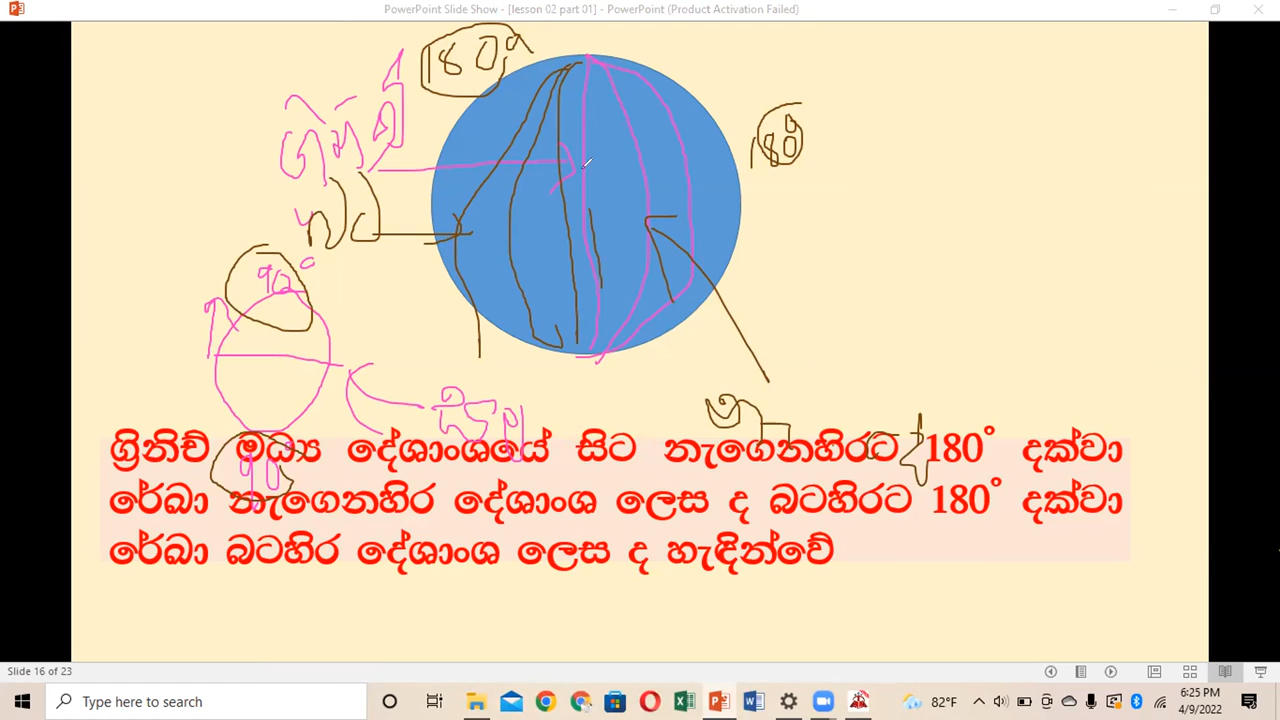 PowerPoint Slide Show - [lesson 02 part 01] - PowerPoint (Product Activation Failed)
180°
180
90°
90
ග්‍රිනිච් මධ්‍ය දේශාංශයේ සිට නැගෙනහිරට 180° දක්වා
රේඛා නැගෙනහිර දේශාංශ ලෙස ද බටහිරට 180° දක්වා
රේඛා බටහිර දේශාංශ ලෙස ද හැඳින්වේ
Slide 16 of 23
Type here to search
82°F
6:25 PM
4/9/2022